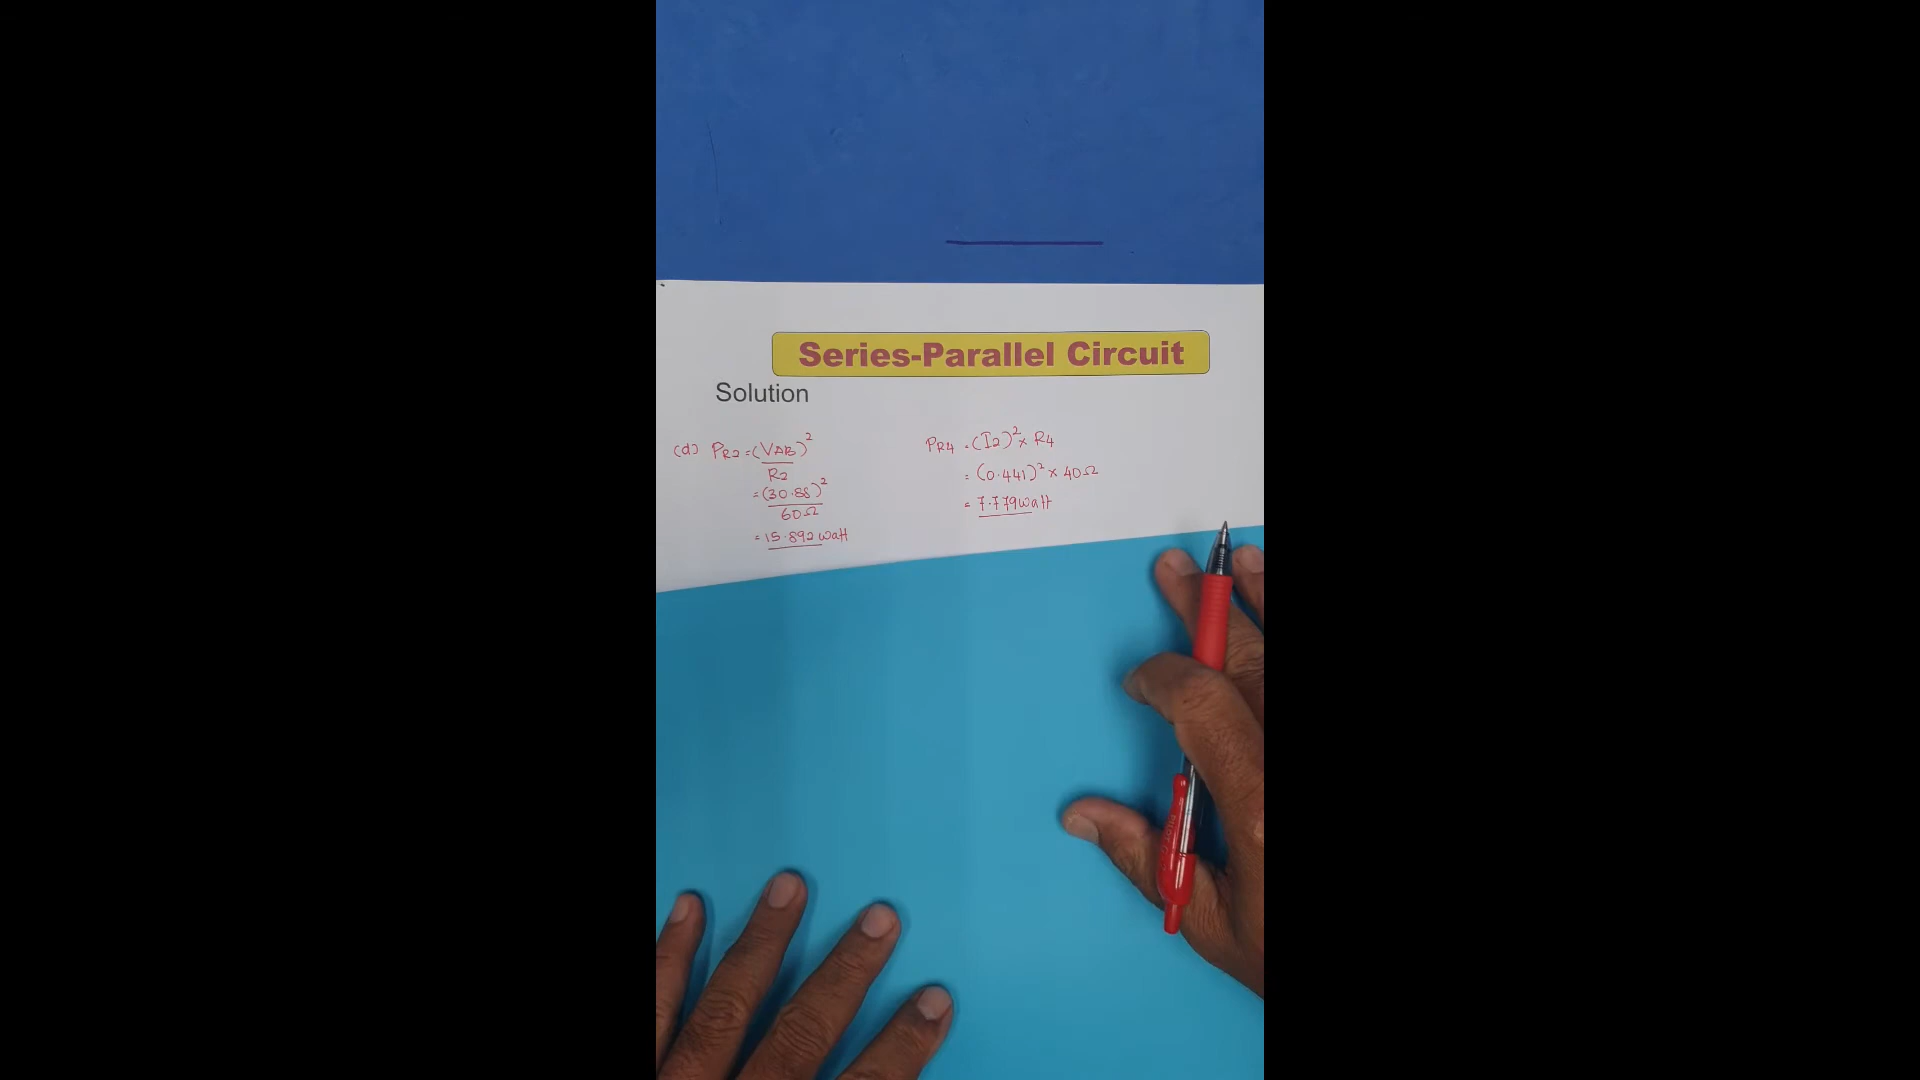 Series-Parallel Circuit
Solution
(d) PR2 = (VAB)²
R2
= (30.88)²
60Ω
= 15.892 watt
PR4 = (I2)² × R4
= (0.441)² × 40Ω
= 7.779 watt